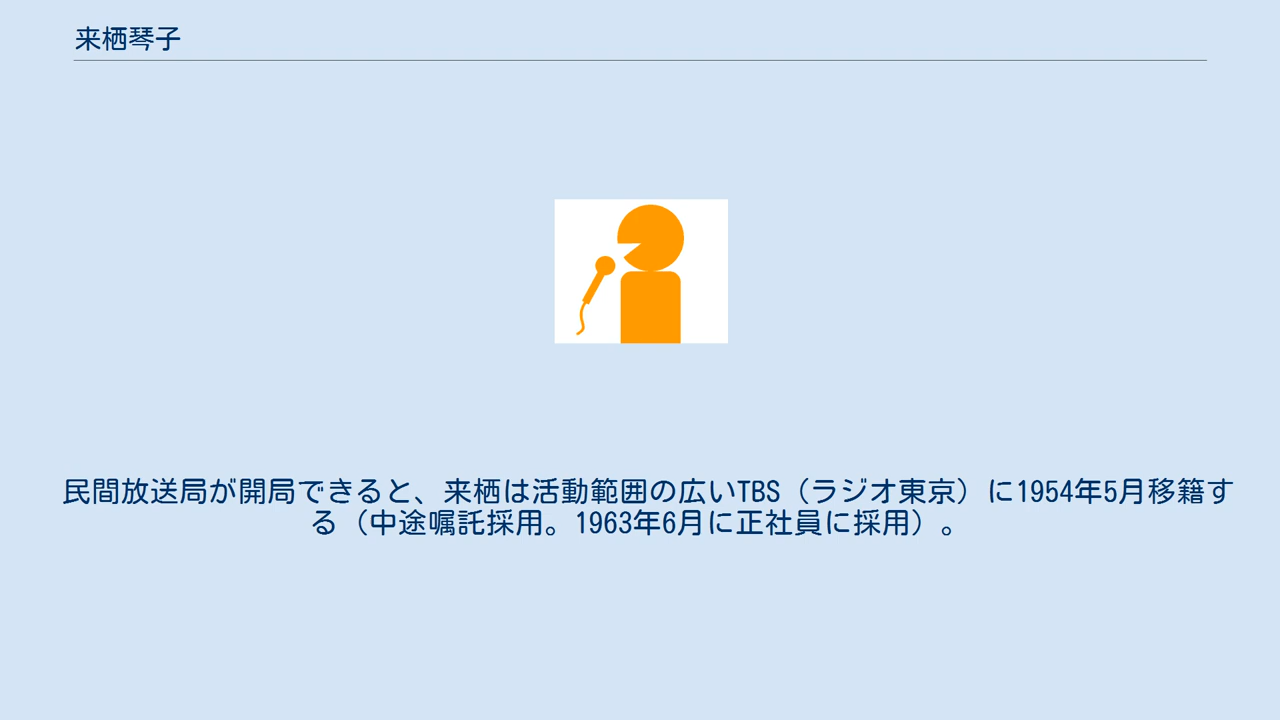 来栖琴子
民間放送局が開局できると、来栖は活動範囲の広いTBS（ラジオ東京）に1954年5月移籍す
る（中途嘱託採用。1963年6月に正社員に採用）。